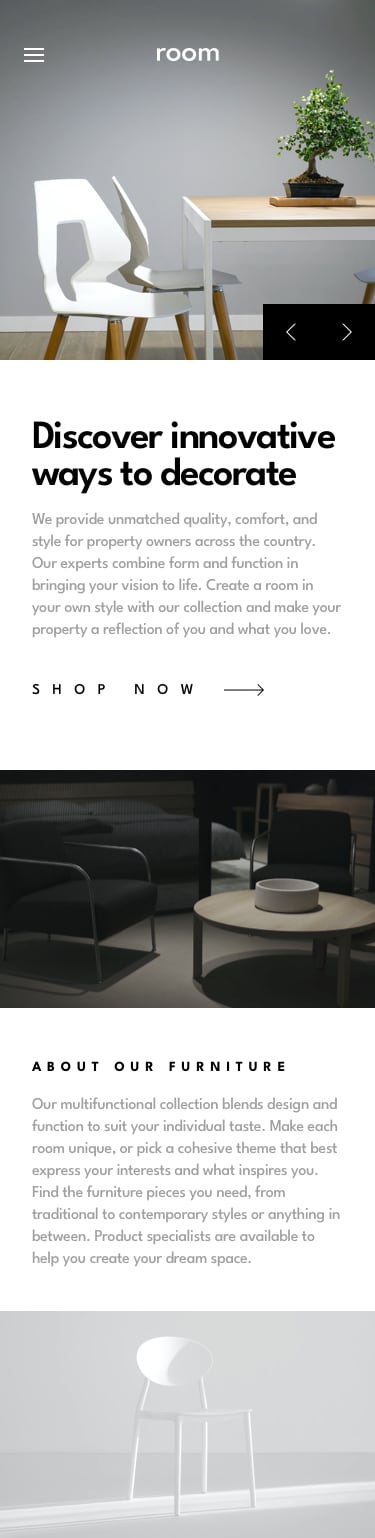 room
Discover innovative
ways to decorate
We provide unmatched quality, comfort, and
style for property owners across the country.
Our experts combine form and function in
bringing your vision to life. Create a room in
your own style with our collection and make your
property a reflection of you and what you love.
SHOP NOW
ABOUT OUR FURNITURE
Our multifunctional collection blends design and
function to suit your individual taste. Make each
room unique, or pick a cohesive theme that best
express your interests and what inspires you.
Find the furniture pieces you need, from
traditional to contemporary styles or anything in
between. Product specialists are available to
help you create your dream space.